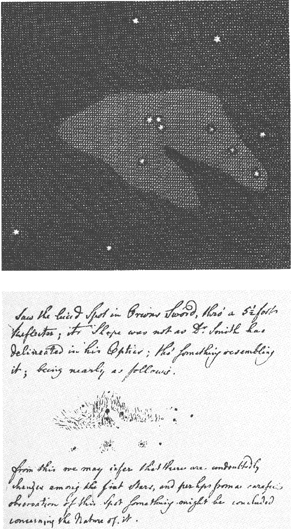 Saw the lucid Spot in Orions Sword, thro' a 5½ foot
Reflector; its Shape was not as Dr. Smith has
delineated in his Optics; tho' something resembling
it; being nearly as follows.
from this we may infer that there are undoubtedly
changes among the fixt Stars, and perhaps from a careful
observation of this Spot something might be concluded
concerning the Nature of it.